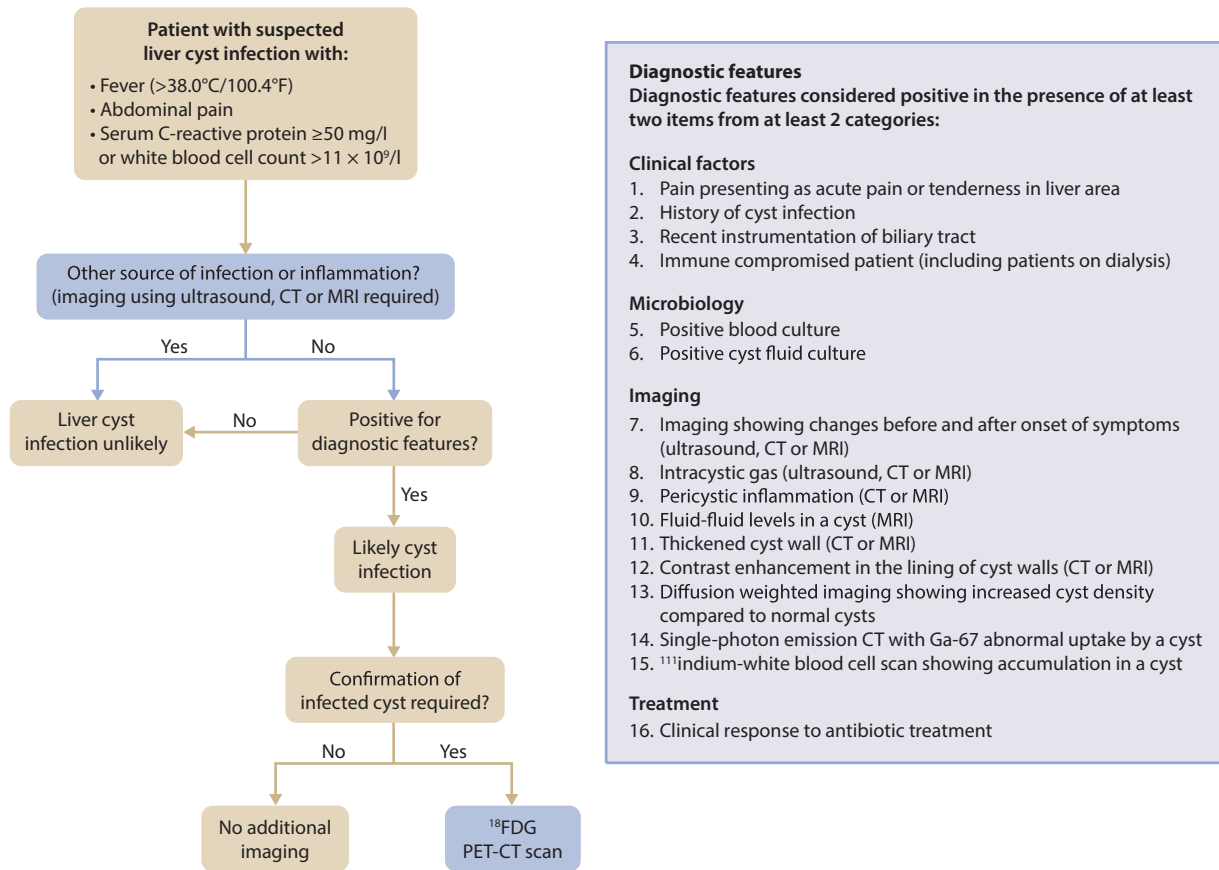 Patient with suspected
liver cyst infection with:
• Fever (>38.0°C/100.4°F)
• Abdominal pain
• Serum C-reactive protein ≥50 mg/l
or white blood cell count >11 × 10⁹/l
Other source of infection or inflammation?
(imaging using ultrasound, CT or MRI required)
Yes
No
Liver cyst
infection unlikely
No
Positive for
diagnostic features?
Yes
Likely cyst
infection
Confirmation of
infected cyst required?
No
Yes
No additional
imaging
¹⁸FDG
PET-CT scan
Diagnostic features
Diagnostic features considered positive in the presence of at least
two items from at least 2 categories:
Clinical factors
1. Pain presenting as acute pain or tenderness in liver area
2. History of cyst infection
3. Recent instrumentation of biliary tract
4. Immune compromised patient (including patients on dialysis)
Microbiology
5. Positive blood culture
6. Positive cyst fluid culture
Imaging
7. Imaging showing changes before and after onset of symptoms
(ultrasound, CT or MRI)
8. Intracystic gas (ultrasound, CT or MRI)
9. Pericystic inflammation (CT or MRI)
10. Fluid-fluid levels in a cyst (MRI)
11. Thickened cyst wall (CT or MRI)
12. Contrast enhancement in the lining of cyst walls (CT or MRI)
13. Diffusion weighted imaging showing increased cyst density
compared to normal cysts
14. Single-photon emission CT with Ga-67 abnormal uptake by a cyst
15. ¹¹¹indium-white blood cell scan showing accumulation in a cyst
Treatment
16. Clinical response to antibiotic treatment